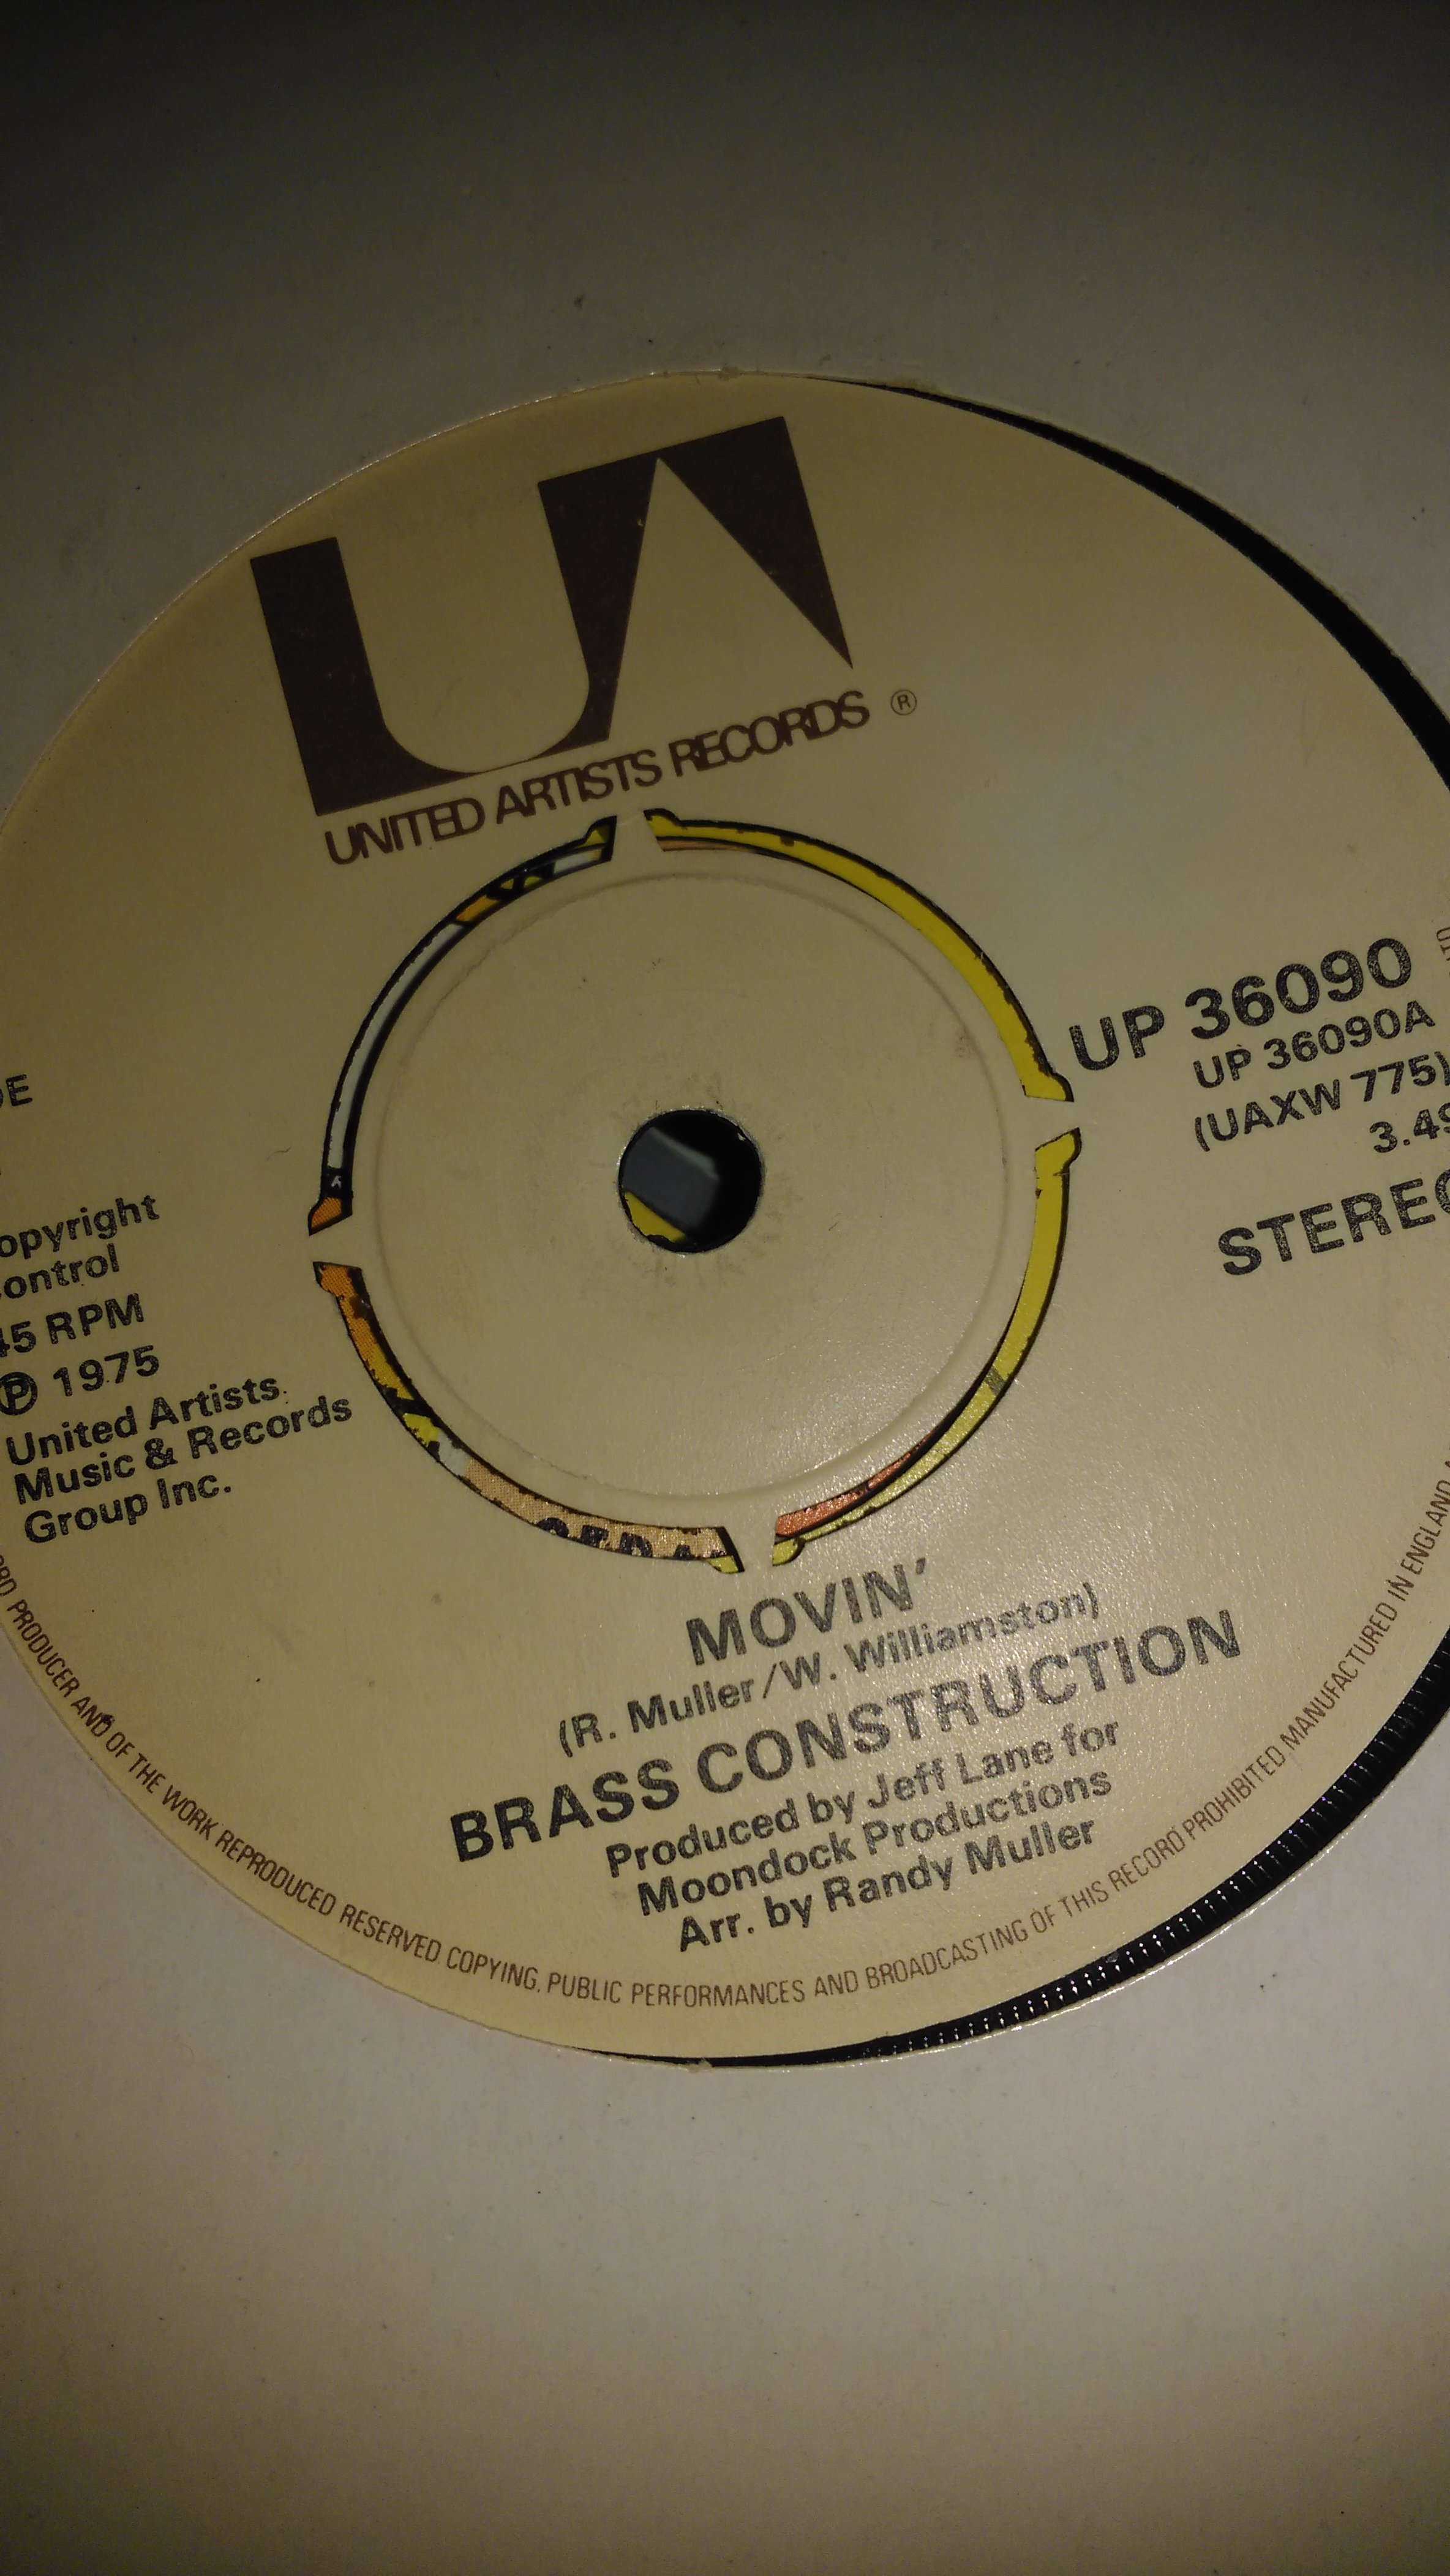 UA
UNITED ARTISTS RECORDS ®
UP 36090
UP 36090A
(UAXW 775)
3.49
STEREO
opyright
ontrol
45 RPM
℗ 1975
United Artists
Music & Records
Group Inc.
MOVIN'
(R. Muller/W. Williamston)
BRASS CONSTRUCTION
Produced by Jeff Lane for
Moondock Productions
Arr. by Randy Muller
PRODUCER AND OF THE WORK REPRODUCED RESERVED COPYING, PUBLIC PERFORMANCES AND BROADCASTING OF THIS RECORD PROHIBITED MANUFACTURED IN ENGLAND